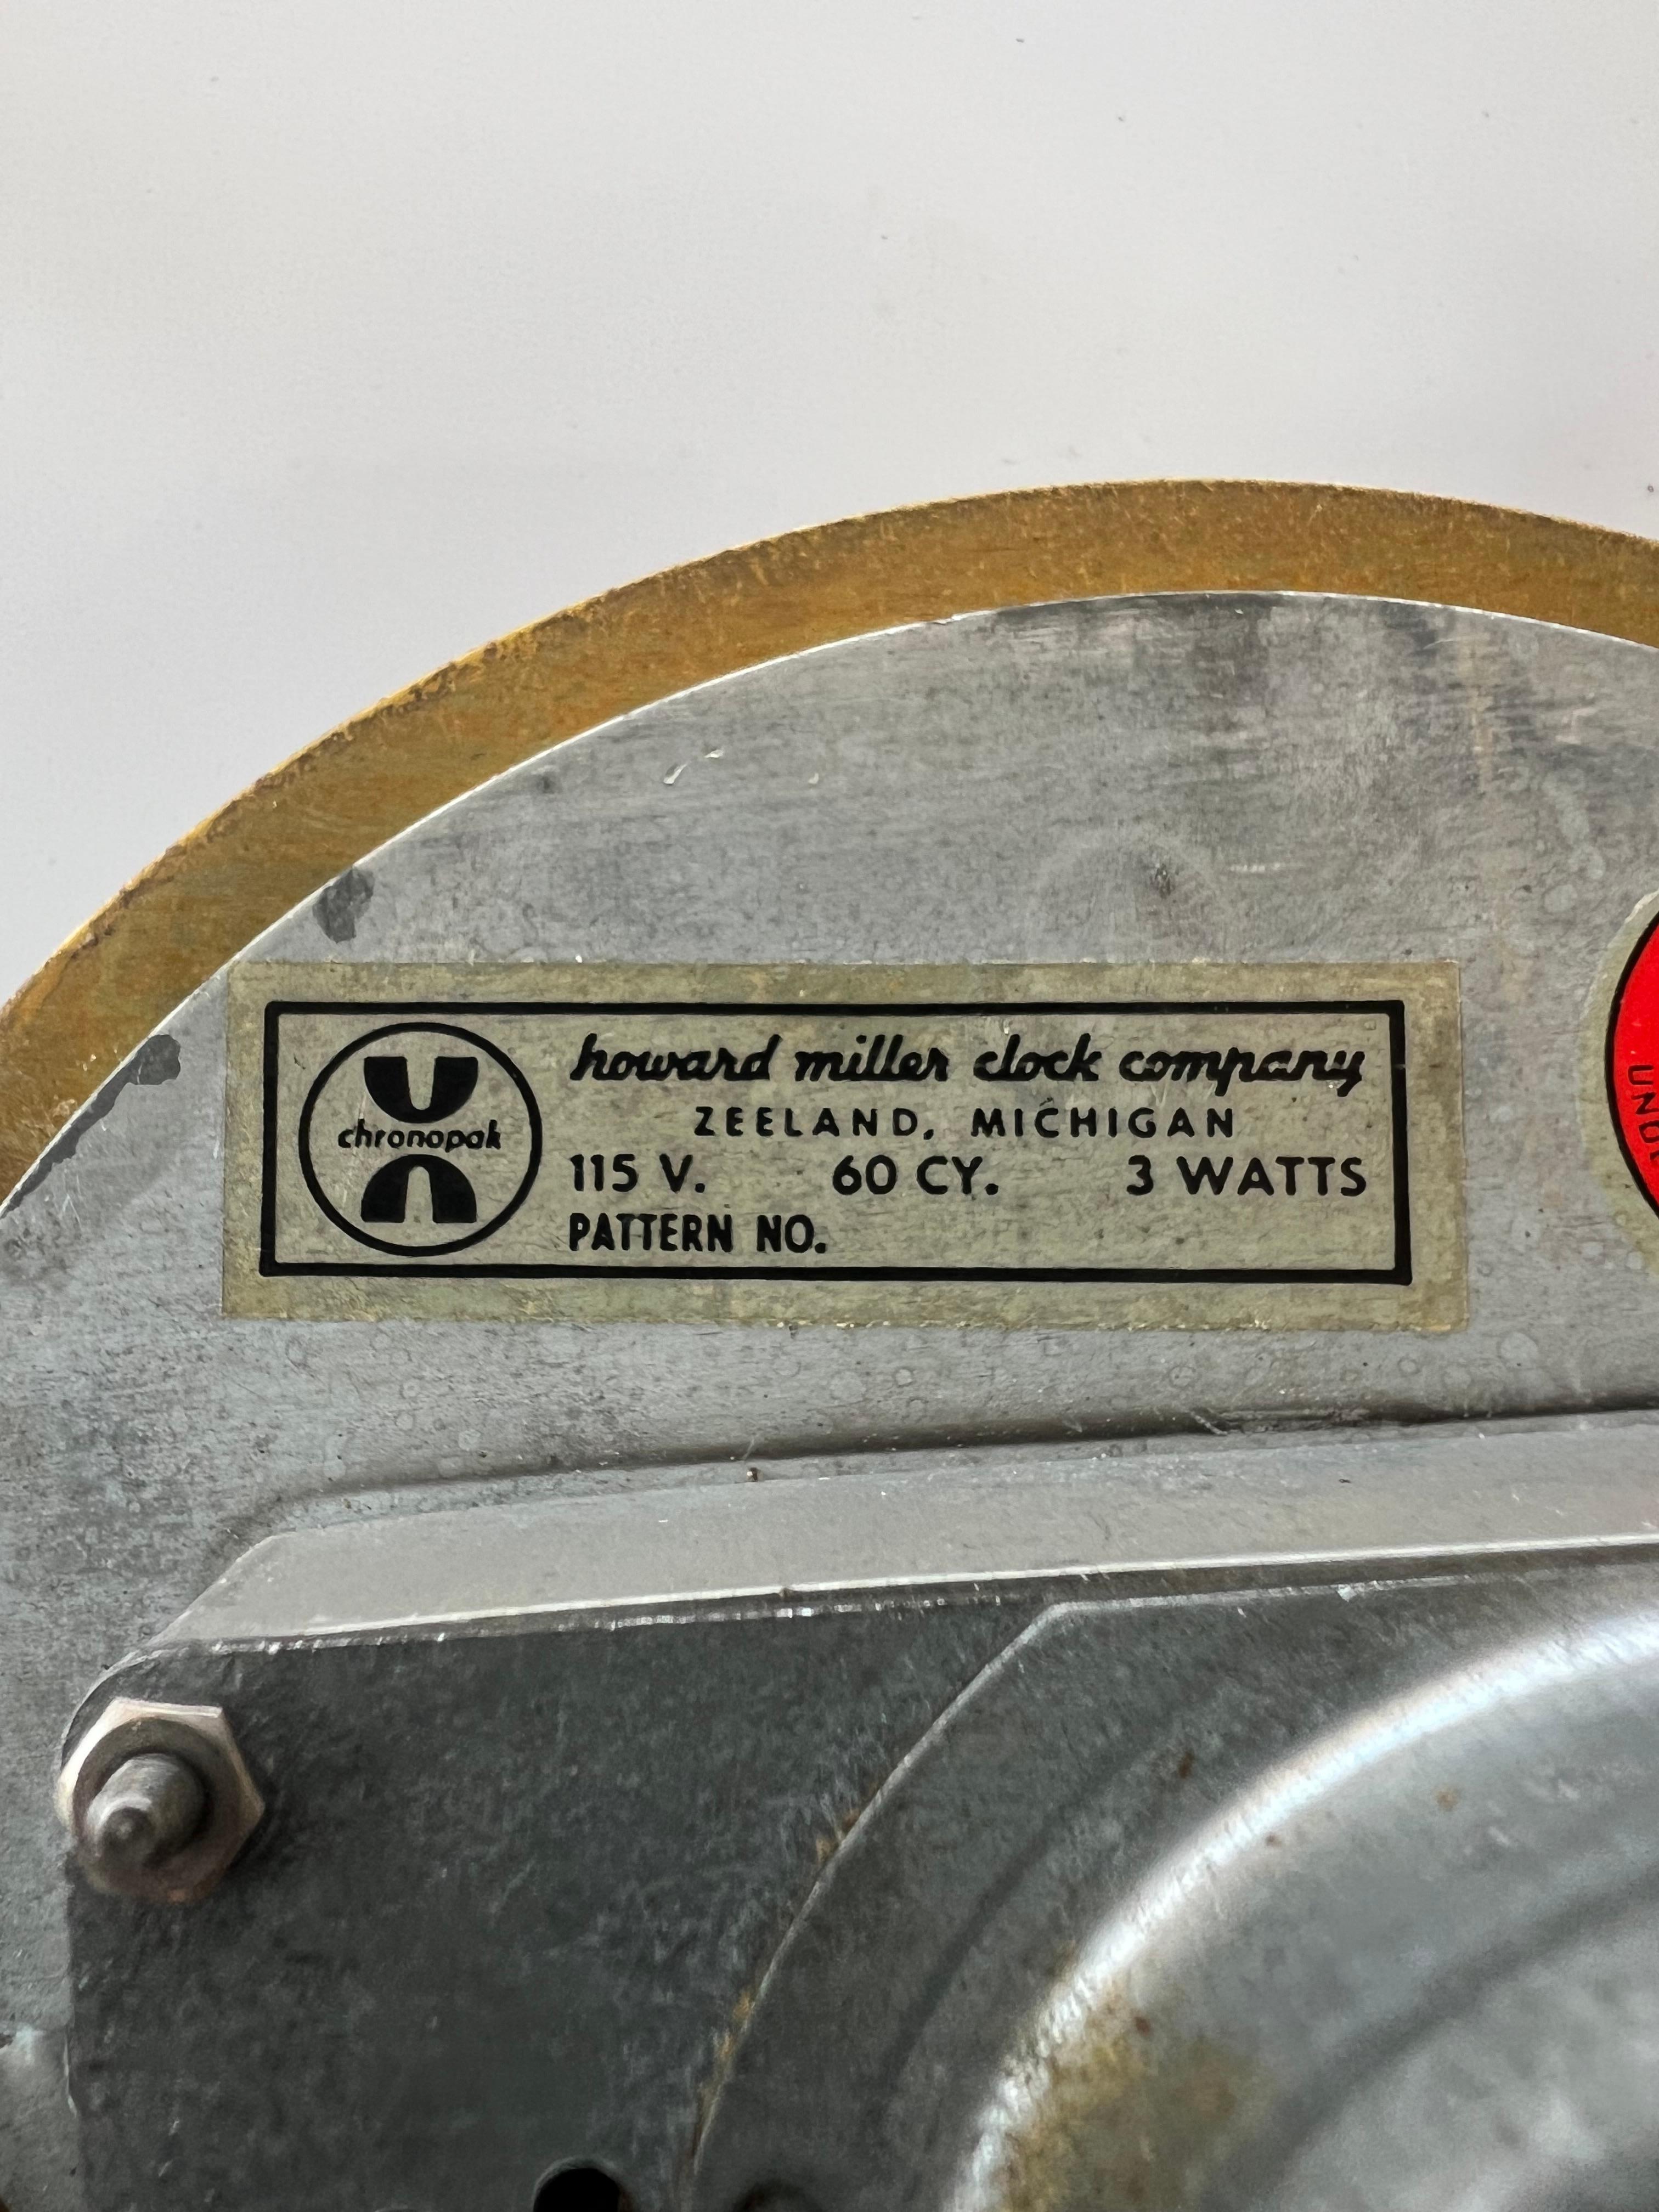 chronopak
howard miller clock company
ZEELAND, MICHIGAN
115 V. 60 CY. 3 WATTS
PATTERN NO.